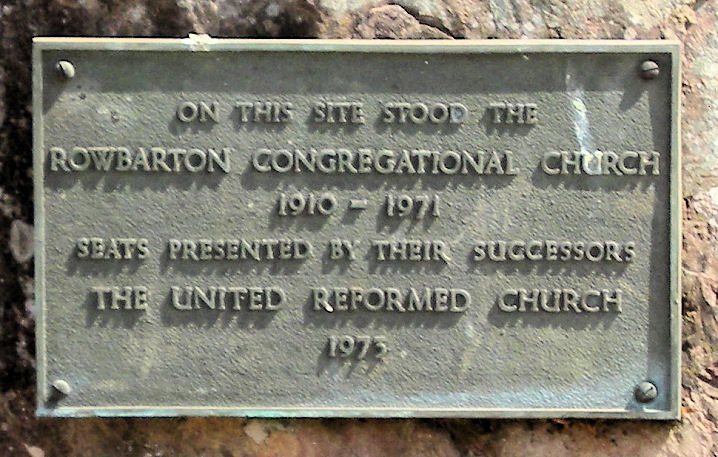 ON THIS SITE STOOD THE
ROWBARTON CONGREGATIONAL CHURCH
1910 – 1971
SEATS PRESENTED BY THEIR SUCCESSORS
THE UNITED REFORMED CHURCH
1973